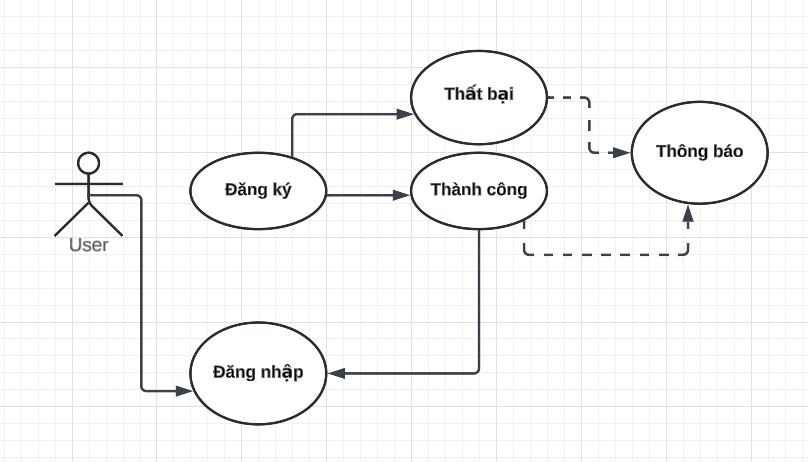 Thất bại
Thông báo
Đăng ký
Thành công
User
Đăng nhập